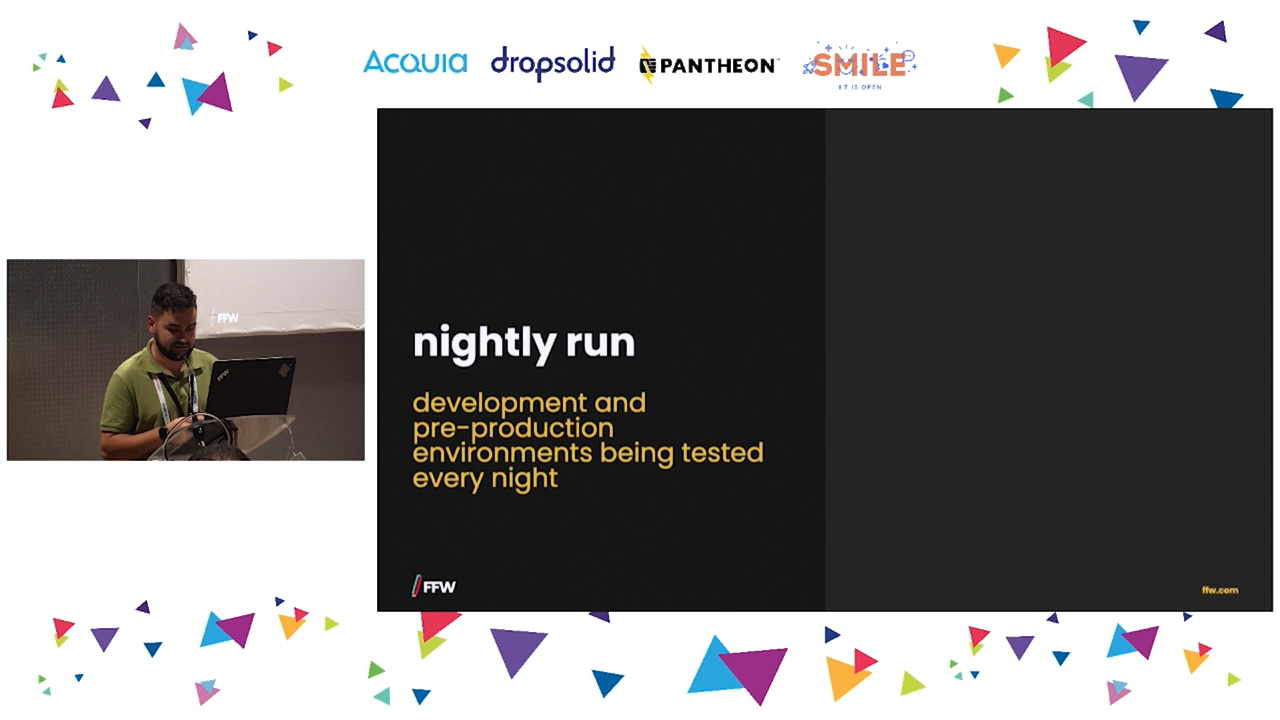 ACQUIA
dropsolid
PANTHEON
SMILE
I.T IS OPEN
FFW
FFW
nightly run
development and
pre-production
environments being tested
every night
FFW
ffw.com